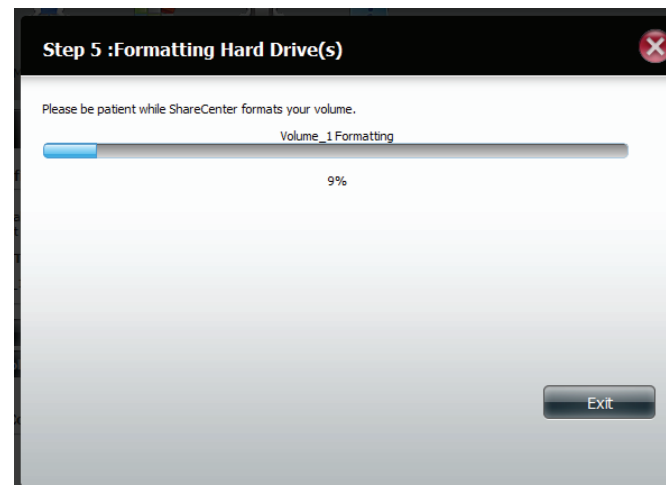 Step 5 :Formatting Hard Drive(s)
Please be patient while ShareCenter formats your volume.
Volume_1 Formatting
9%
Exit